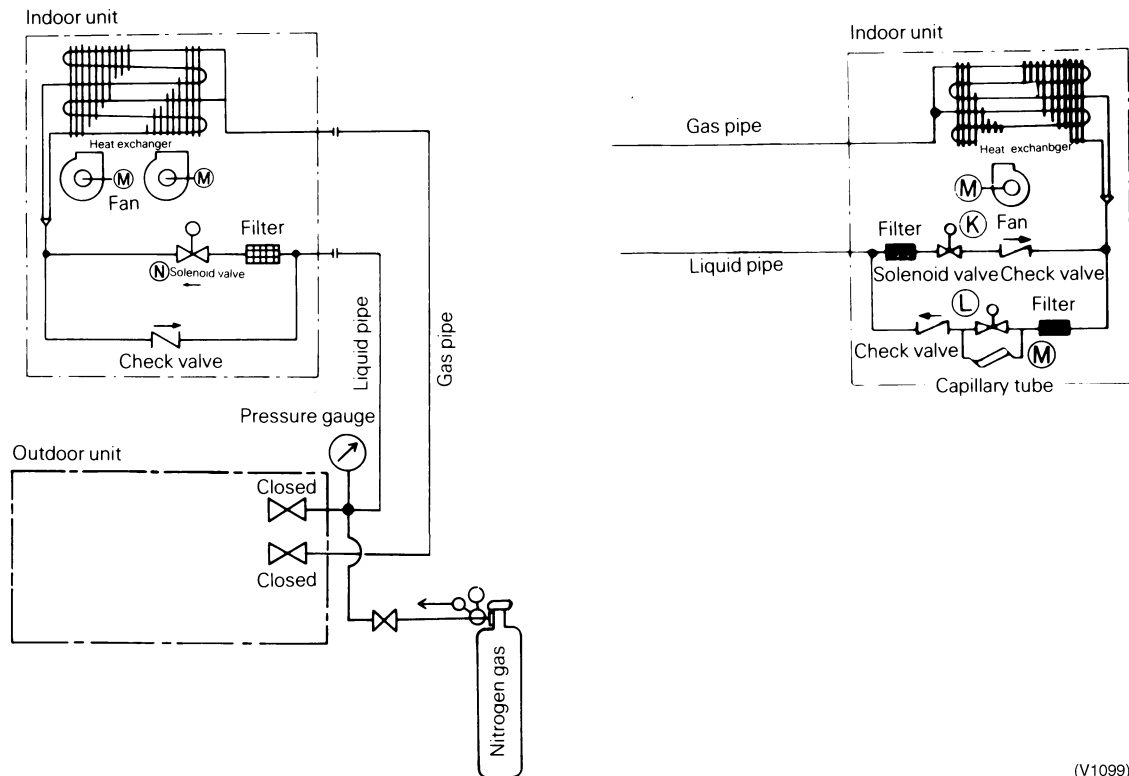 Indoor unit
Heat exchanger
M
M
Fan
Filter
N
Solenoid valve
Check valve
Liquid pipe
Gas pipe
Pressure gauge
Outdoor unit
Closed
Closed
Nitrogen gas
Indoor unit
Gas pipe
Heat exchanbger
M
Fan
Filter
K
Liquid pipe
Solenoid valve
Check valve
L
Filter
Check valve
M
Capillary tube
(V1099)